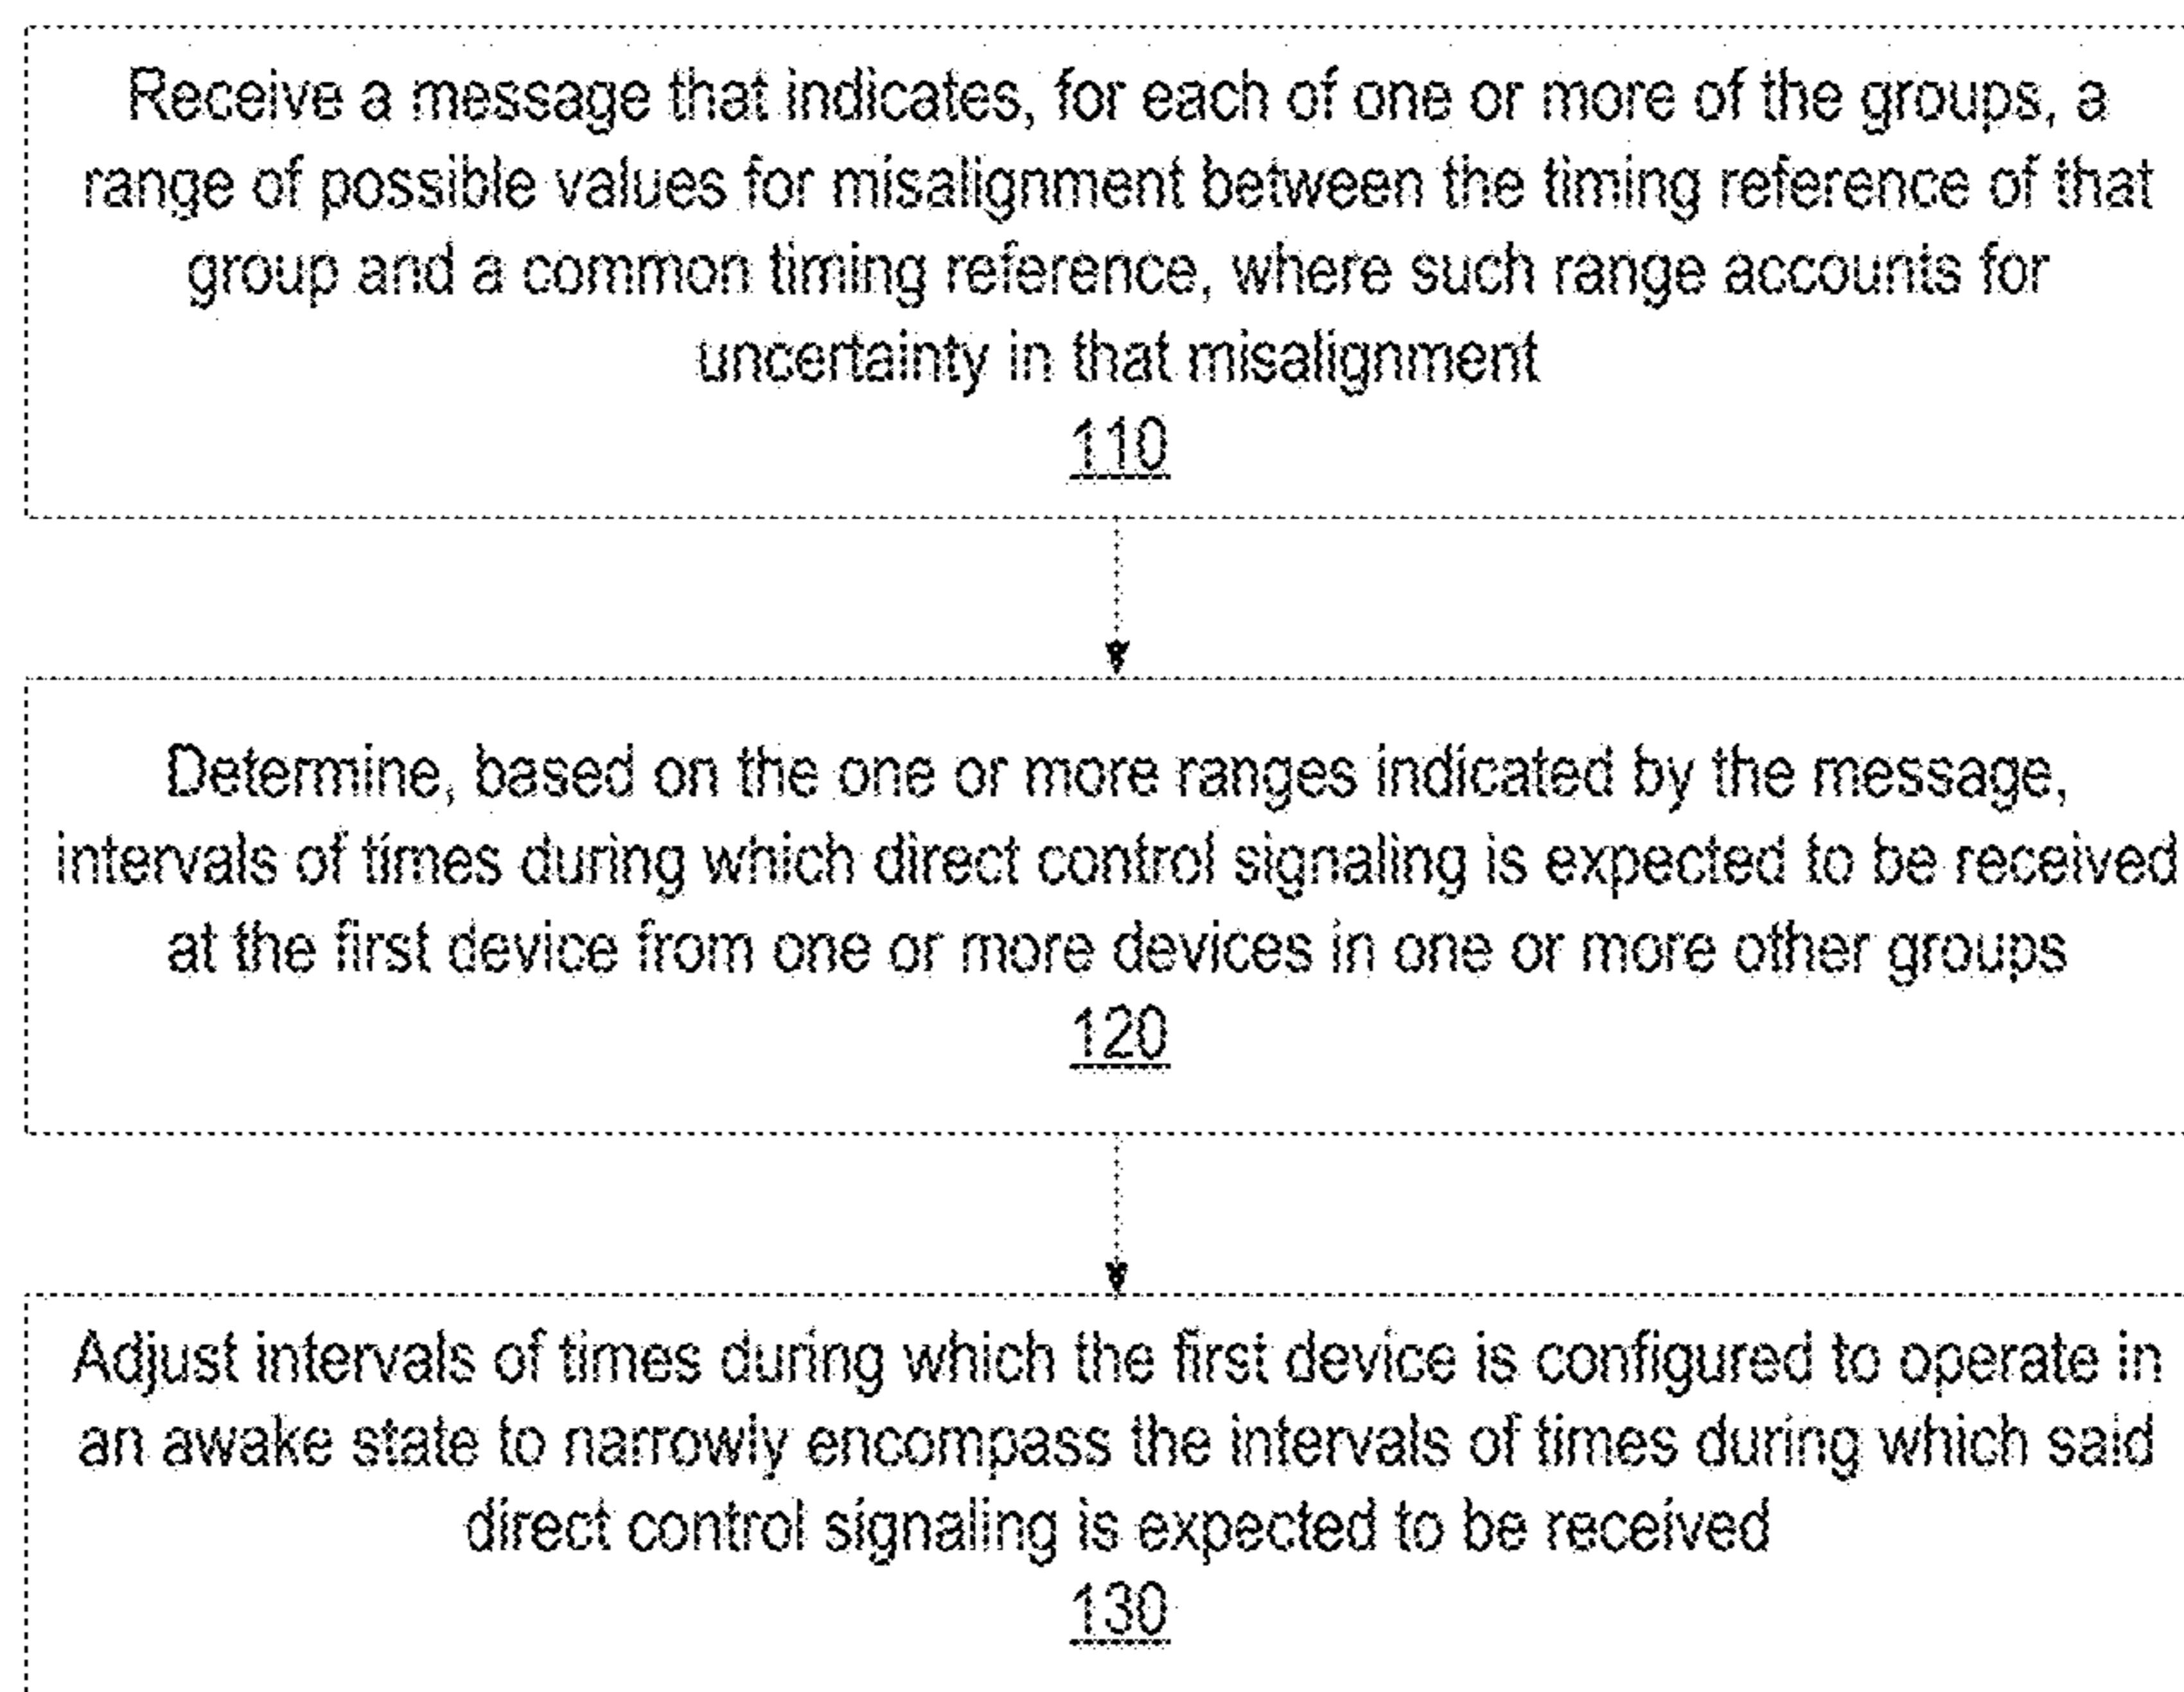 Receive a message that indicates, for each of one or more of the groups, a
range of possible values for misalignment between the timing reference of that
group and a common timing reference, where such range accounts for
uncertainty in that misalignment
110
Determine, based on the one or more ranges indicated by the message,
intervals of times during which direct control signaling is expected to be received
at the first device from one or more devices in one or more other groups
120
Adjust intervals of times during which the first device is configured to operate in
an awake state to narrowly encompass the intervals of times during which said
direct control signaling is expected to be received
130